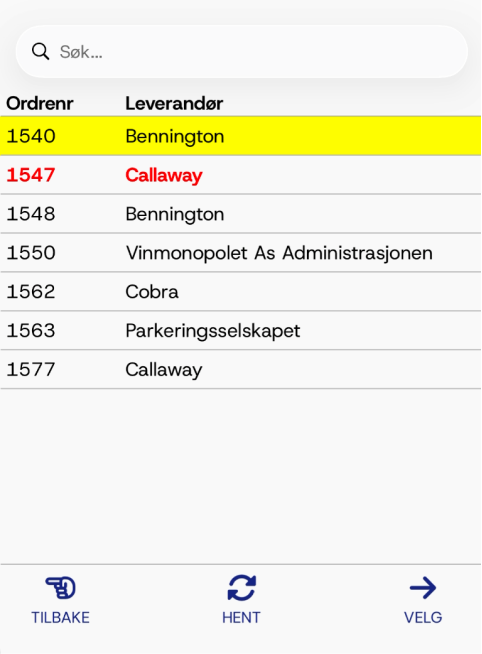 Søk...
Ordrenr Leverandør
1540 Bennington
1547 Callaway
1548 Bennington
1550 Vinmonopolet As Administrasjonen
1562 Cobra
1563 Parkeringsselskapet
1577 Callaway
TILBAKE HENT VELG